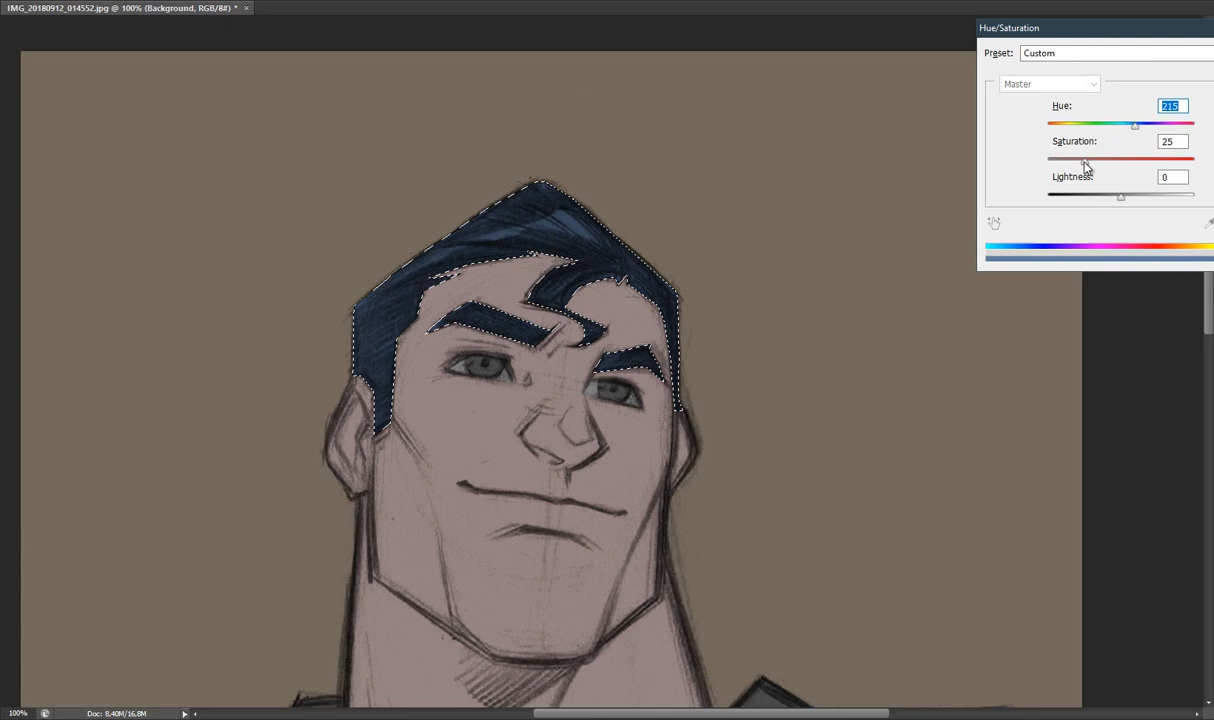 IMG_20180912_014552.jpg @ 100% (Background, RGB/8#) * ×
Hue/Saturation
Preset: Custom
Master
Hue: 215
Saturation: 25
Lightness: 0
100% Doc: 8,40M/16,8M